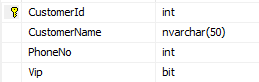 CustomerId int
CustomerName nvarchar(50)
PhoneNo int
Vip bit